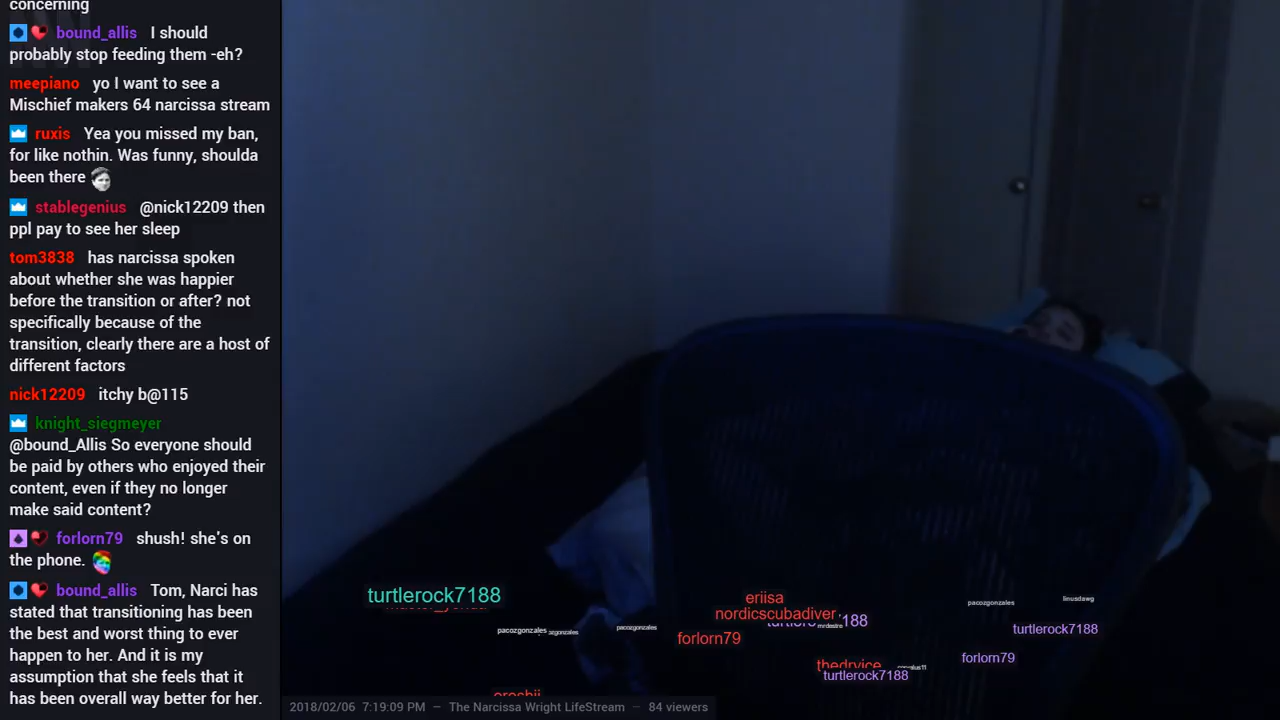 concerning
bound_allis I should
probably stop feeding them -eh?
meepiano yo I want to see a
Mischief makers 64 narcissa stream
ruxis Yea you missed my ban,
for like nothin. Was funny, shoulda
been there
stablegenius @nick12209 then
ppl pay to see her sleep
tom3838 has narcissa spoken
about whether she was happier
before the transition or after? not
specifically because of the
transition, clearly there are a host of
different factors
nick12209 itchy b@115
knight_siegmeyer
@bound_Allis So everyone should
be paid by others who enjoyed their
content, even if they no longer
make said content?
forlorn79 shush! she's on
the phone.
bound_allis Tom, Narci has
stated that transitioning has been
the best and worst thing to ever
happen to her. And it is my
assumption that she feels that it
has been overall way better for her.
turtlerock7188
eriisa
linusdawg
pacozgonzales
nordicscubadiver
turtlerock7188
pacozgonzales
pacozgonzales
turtlerock7188
forlorn79
forlorn79
thedrvice
turtlerock7188
2018/02/06 7:19:09 PM – The Narcissa Wright LifeStream – 84 viewers